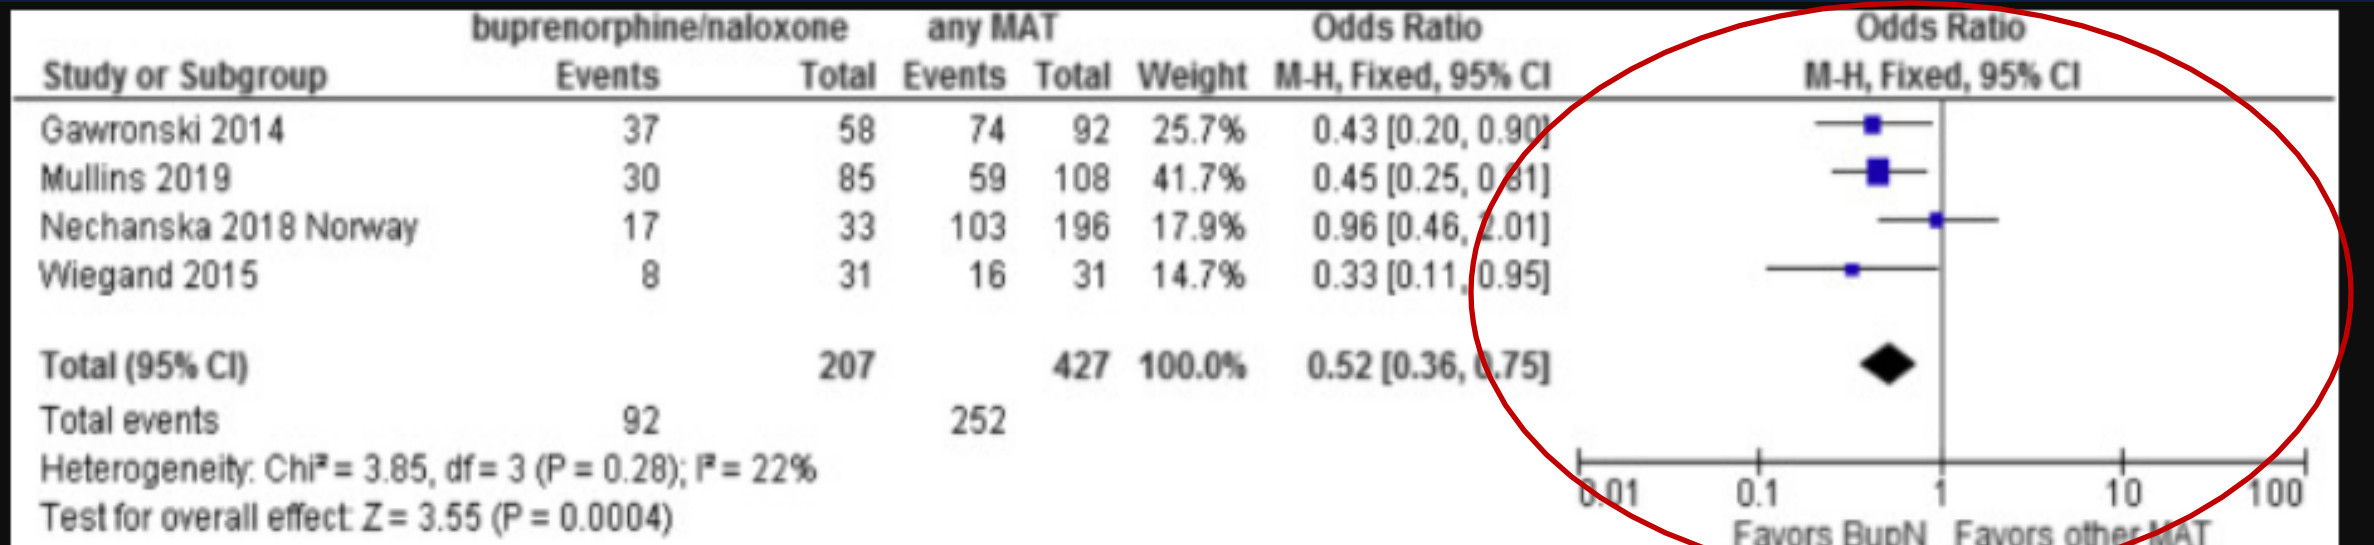 buprenorphine/naloxone any MAT Odds Ratio Odds Ratio
Study or Subgroup Events Total Events Total Weight M-H, Fixed, 95% CI M-H, Fixed, 95% CI
Gawronski 2014 37 58 74 92 25.7% 0.43 [0.20, 0.90]
Mullins 2019 30 85 59 108 41.7% 0.45 [0.25, 0.81]
Nechanska 2018 Norway 17 33 103 196 17.9% 0.96 [0.46, 2.01]
Wiegand 2015 8 31 16 31 14.7% 0.33 [0.11, 0.95]
Total (95% CI) 207 427 100.0% 0.52 [0.36, 0.75]
Total events 92 252
Heterogeneity: Chi² = 3.85, df = 3 (P = 0.28); I² = 22%
Test for overall effect: Z = 3.55 (P = 0.0004)
0.01 0.1 1 10 100
Favors BupN Favors other MAT